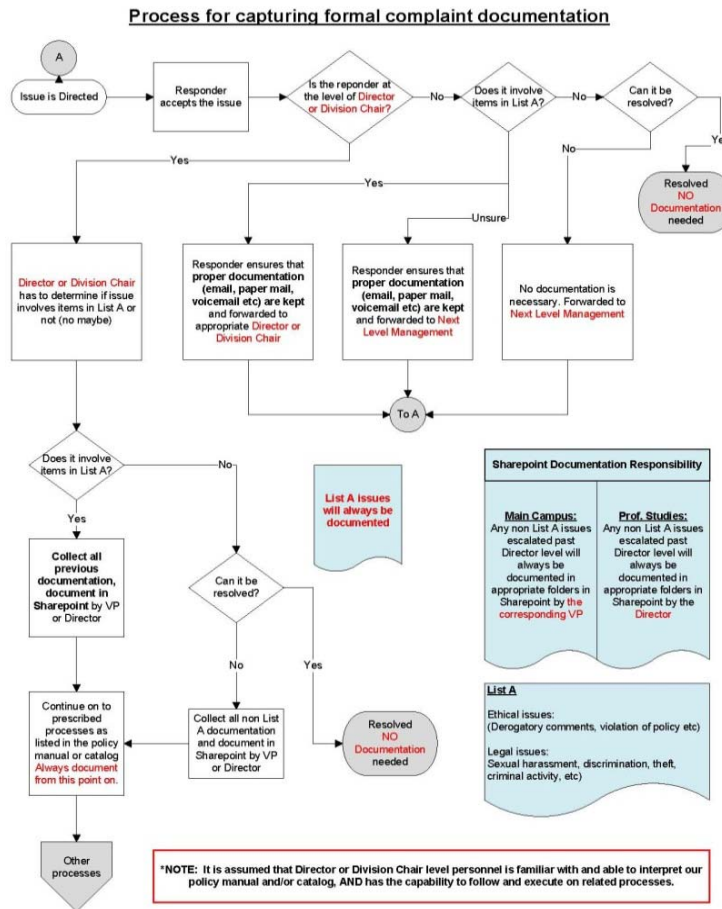 Process for capturing formal complaint documentation
A
Issue is Directed
Responder
accepts the issue
Is the reponder at
the level of Director
or Division Chair?
No
Does it involve
items in List A?
No
Can it be
resolved?
Yes
Yes
No
Resolved
NO
Documentation
needed
Unsure
Director or Division Chair
has to determine if issue
involves items in List A or
not (no maybe)
Responder ensures that
proper documentation
(email, paper mail,
voicemail etc) are kept
and forwarded to
appropriate Director or
Division Chair
Responder ensures that
proper documentation
(email, paper mail,
voicemail etc) are kept
and forwarded to Next
Level Management
No documentation is
necessary. Forwarded to
Next Level Management
To A
Does it involve
items in List A?
No
Yes
List A issues
will always be
documented
Sharepoint Documentation Responsibility
Main Campus:
Any non List A issues
escalated past
Director level will
always be
documented in
appropriate folders in
Sharepoint by the
corresponding VP
Prof. Studies:
Any non List A issues
escalated past
Director level will
always be
documented in
appropriate folders in
Sharepoint by the
Director
Collect all
previous
documentation,
document in
Sharepoint by VP
or Director
Can it be
resolved?
No
Yes
Continue on to
prescribed processes as
listed in the policy
manual or catalog
Always document
from this point on.
Collect all non List
A documentation
and document in
Sharepoint by VP
or Director
Resolved
NO
Documentation
needed
List A
Ethical issues:
(Derogatory comments, violation of policy etc)
Legal issues:
Sexual harassment, discrimination, theft,
criminal activity, etc)
Other
processes
*NOTE: It is assumed that Director or Division Chair level personnel is familiar with and able to interpret our
policy manual and/or catalog, AND has the capability to follow and execute on related processes.